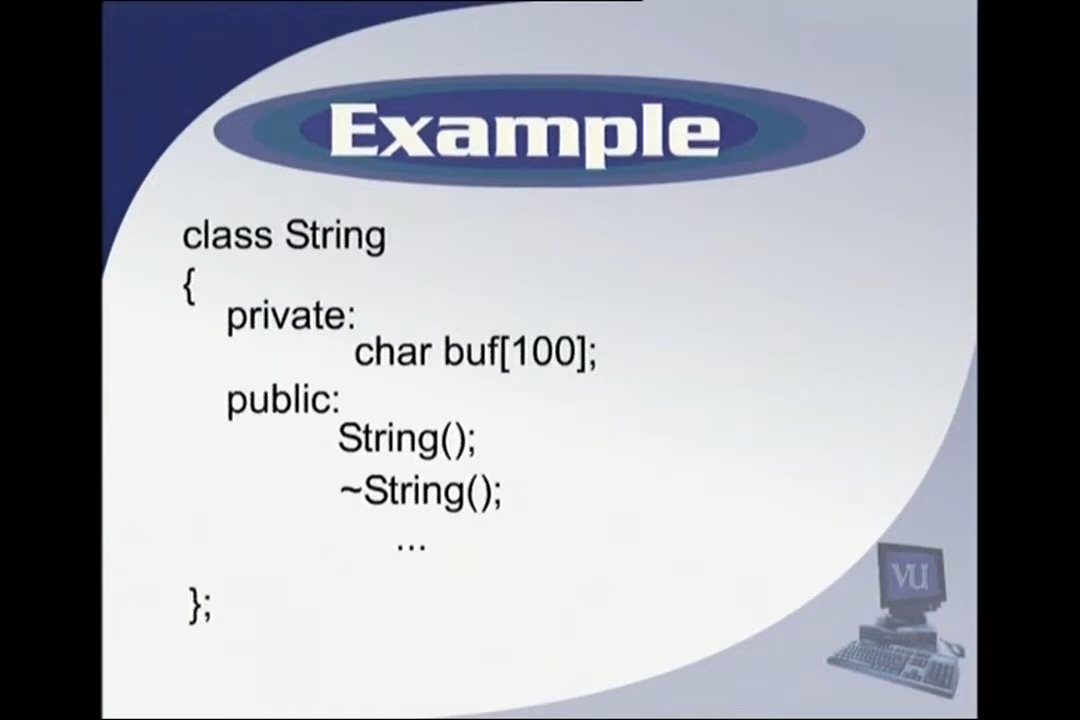 Example
class String
{
private:
char buf[100];
public:
String();
~String();
...
};
VU